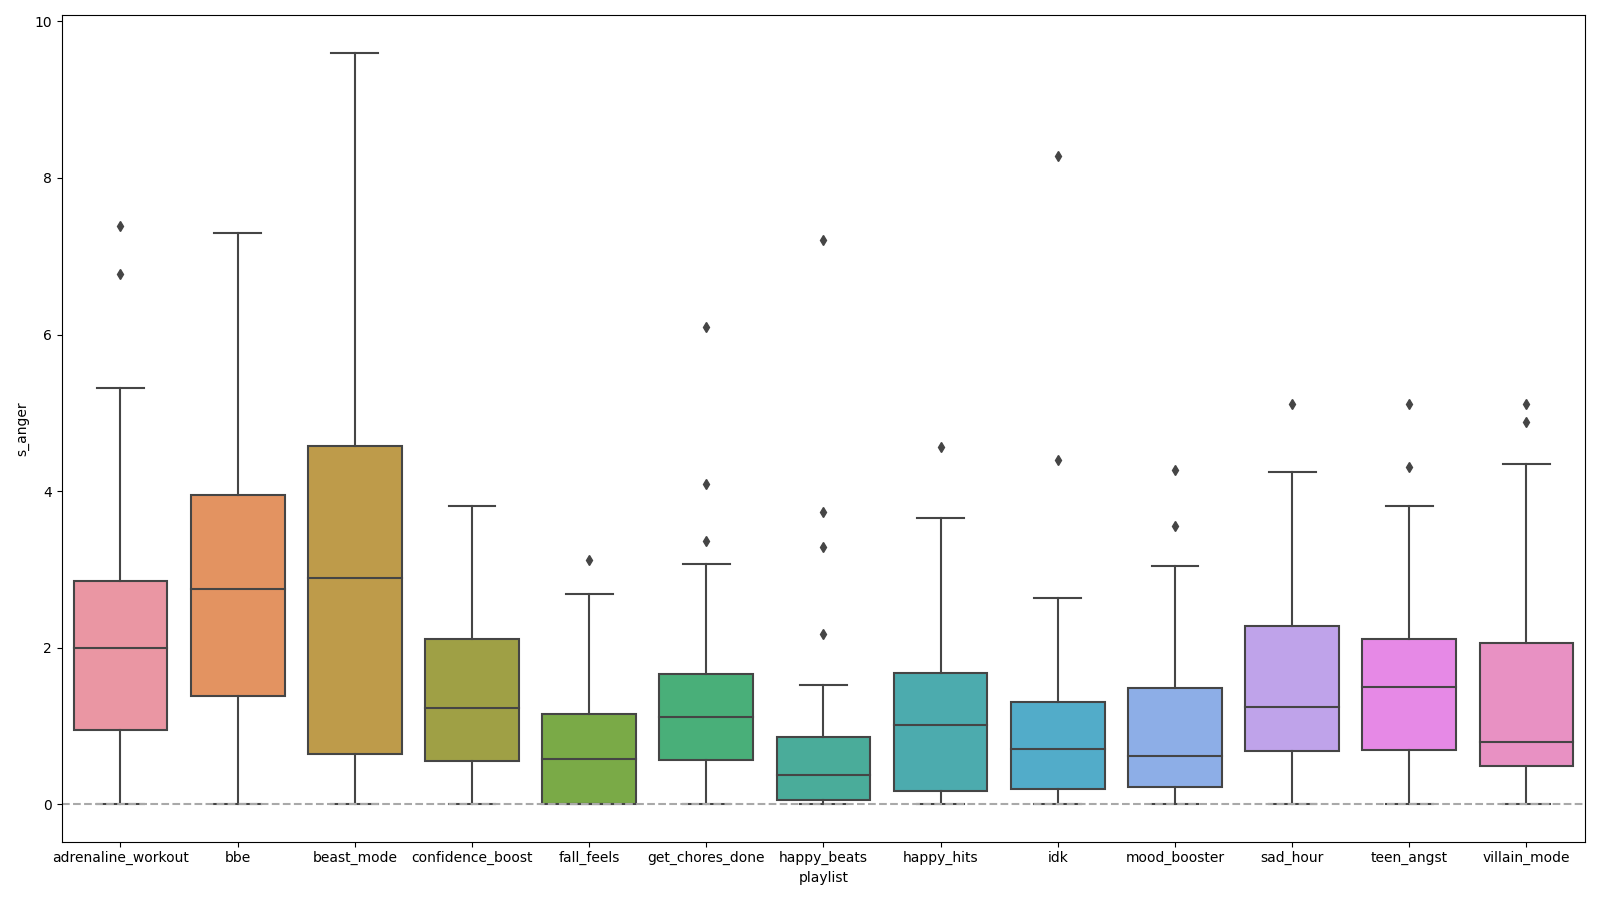 10
8
6
4
2
0
s_anger
adrenaline_workout bbe beast_mode confidence_boost fall_feels get_chores_done happy_beats happy_hits idk mood_booster sad_hour teen_angst villain_mode
playlist